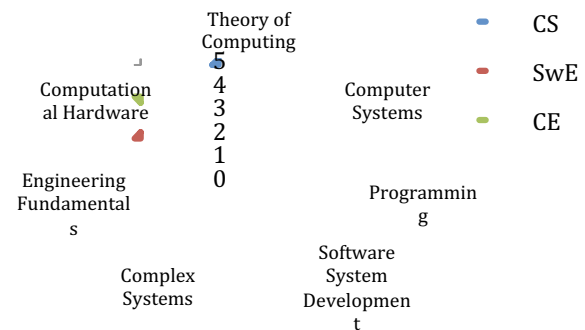 Theory of
Computing
CS
SwE
CE
5
4
3
2
1
0
Computation
al Hardware
Computer
Systems
Engineering
Fundamental
s
Programmin
g
Complex
Systems
Software
System
Developmen
t